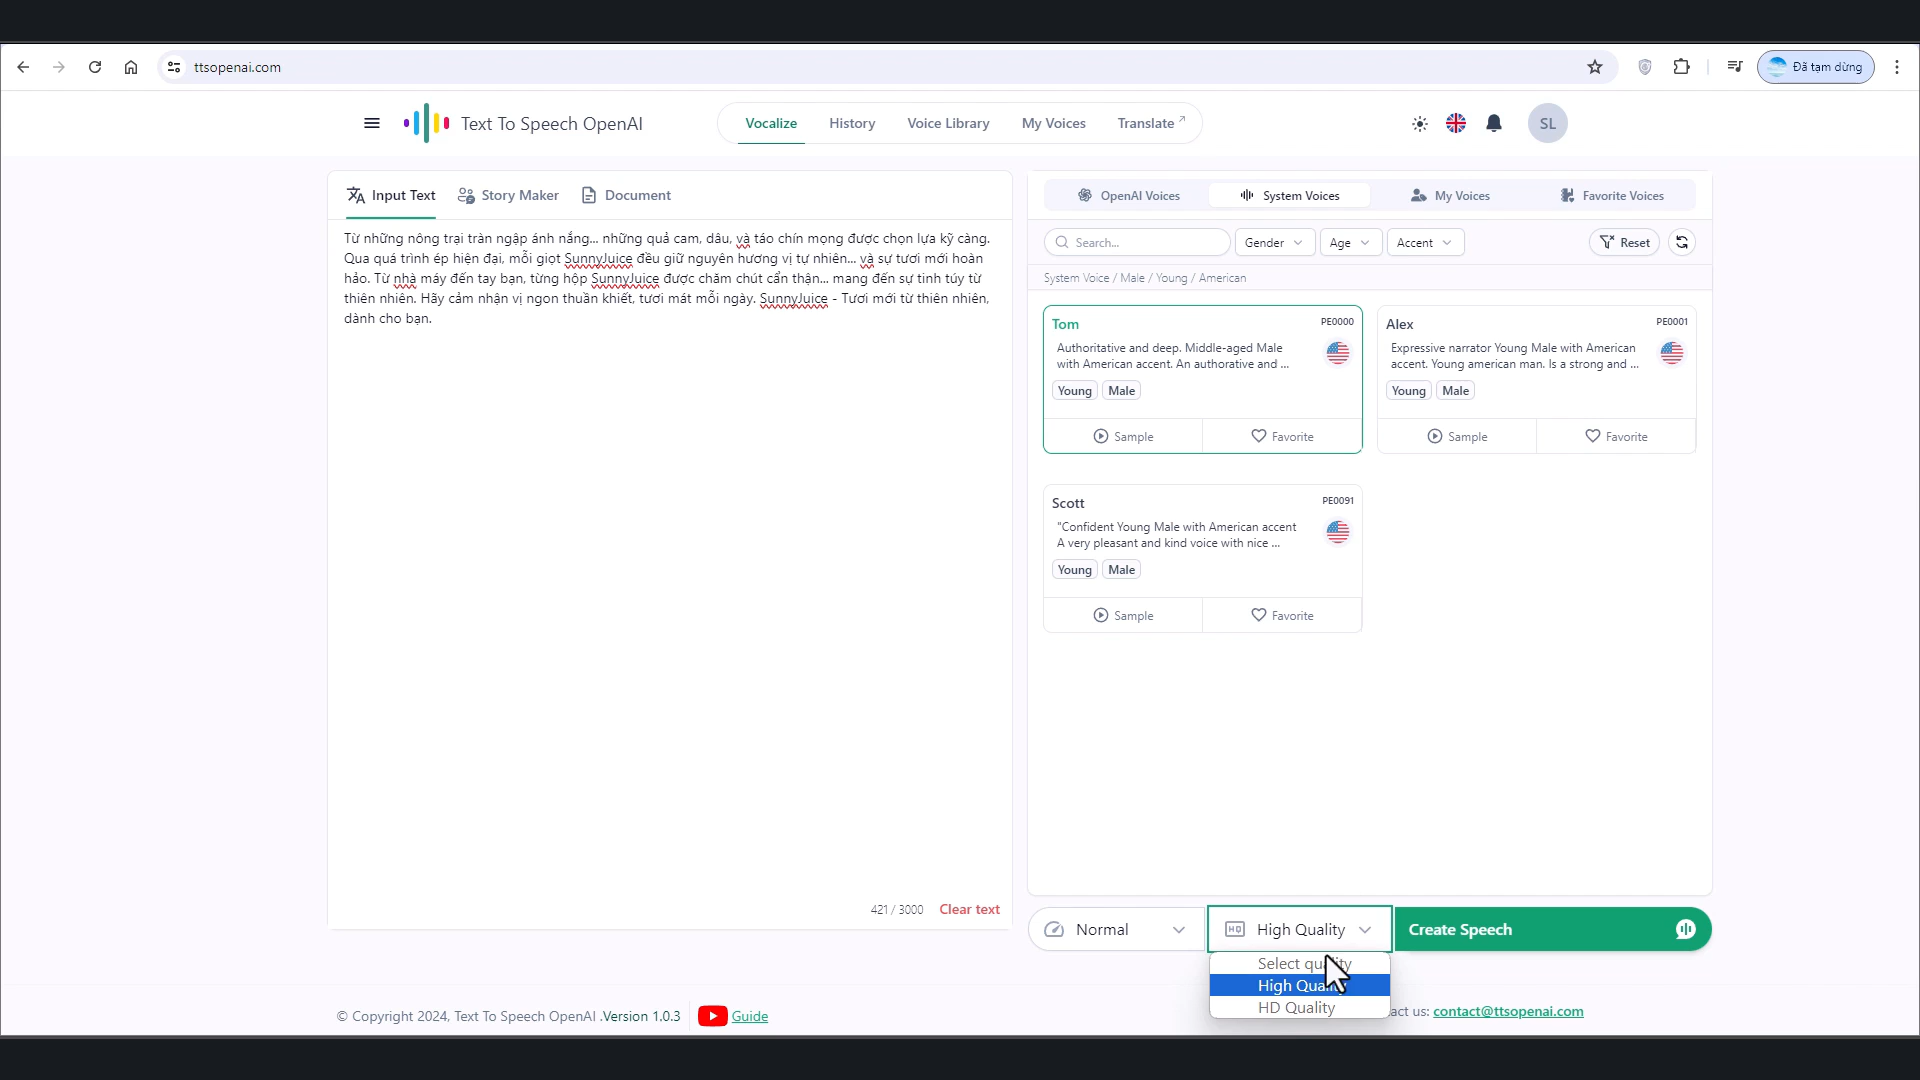 ttsopenai.com
Đã tạm dừng
Text To Speech OpenAI
Vocalize
History
Voice Library
My Voices
Translate
SL
Input Text
Story Maker
Document
Từ những nông trại tràn ngập ánh nắng... những quả cam, dâu, và táo chín mọng được chọn lựa kỹ càng.
Qua quá trình ép hiện đại, mỗi giọt SunnyJuice đều giữ nguyên hương vị tự nhiên... và sự tươi mới hoàn
hảo. Từ nhà máy đến tay bạn, từng hộp SunnyJuice được chăm chút cẩn thận... mang đến sự tinh túy từ
thiên nhiên. Hãy cảm nhận vị ngon thuần khiết, tươi mát mỗi ngày. SunnyJuice - Tươi mới từ thiên nhiên,
dành cho bạn.
421 / 3000
Clear text
OpenAI Voices
System Voices
My Voices
Favorite Voices
Search...
Gender
Age
Accent
Reset
System Voice / Male / Young / American
Tom
PE0000
Authoritative and deep. Middle-aged Male
with American accent. An authorative and ...
Young
Male
Sample
Favorite
Alex
PE0001
Expressive narrator Young Male with American
accent. Young american man. Is a strong and ...
Young
Male
Sample
Favorite
Scott
PE0091
"Confident Young Male with American accent
A very pleasant and kind voice with nice ...
Young
Male
Sample
Favorite
Normal
HQ
High Quality
Create Speech
Select quality
High Quality
HD Quality
© Copyright 2024, Text To Speech OpenAI .Version 1.0.3
Guide
us: contact@ttsopenai.com